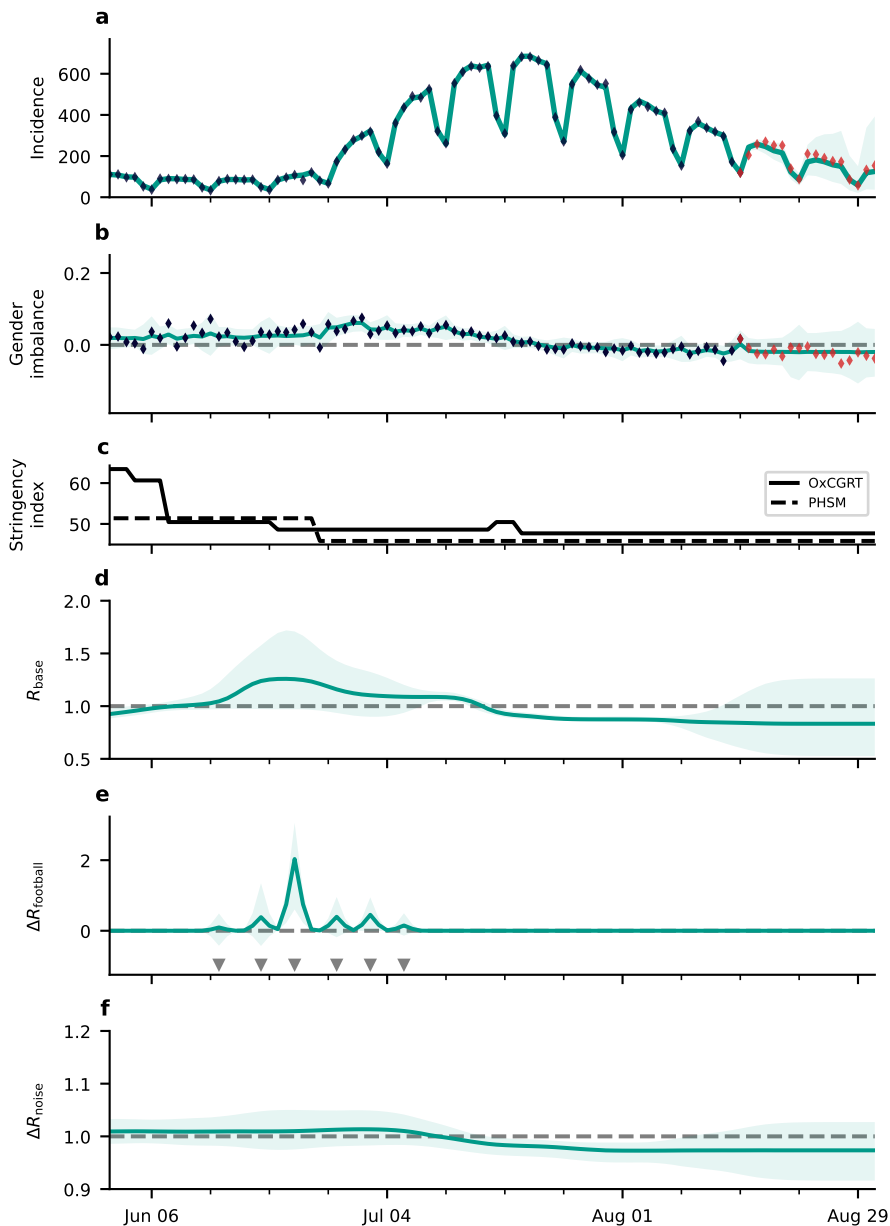 a
Incidence
600
400
200
0
b
Gender
imbalance
0.2
0.0
c
Stringency
index
60
50
OxCGRT
PHSM
d
R_base
2.0
1.5
1.0
0.5
e
ΔR_football
2
0
f
ΔR_noise
1.2
1.1
1.0
0.9
Jun 06
Jul 04
Aug 01
Aug 29